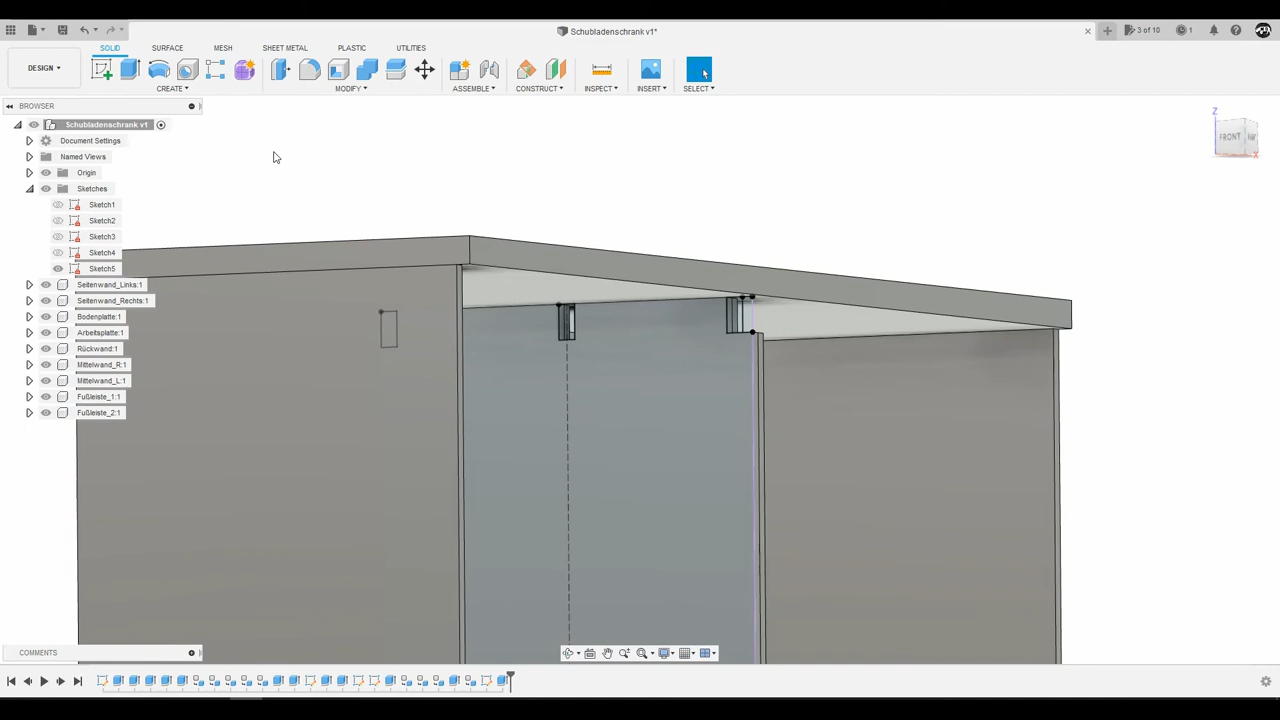 Schubladenschrank v1*
3 of 10
1
DESIGN
SOLID SURFACE MESH SHEET METAL PLASTIC UTILITIES
CREATE MODIFY ASSEMBLE CONSTRUCT INSPECT INSERT SELECT
BROWSER
Schubladenschrank v1
Document Settings
Named Views
Origin
Sketches
Sketch1
Sketch2
Sketch3
Sketch4
Sketch5
Seitenwand_Links:1
Seitenwand_Rechts:1
Bodenplatte:1
Arbeitsplatte:1
Rückwand:1
Mittelwand_R:1
Mittelwand_L:1
Fußleiste_1:1
Fußleiste_2:1
Z
FRONT
X
COMMENTS